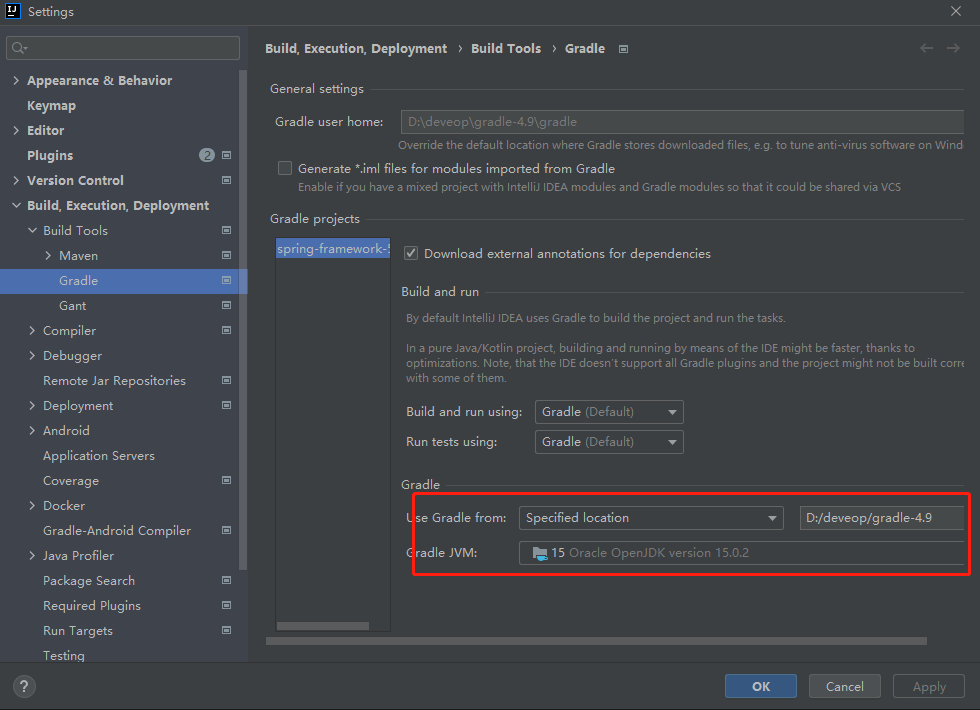 IJ Settings
Build, Execution, Deployment › Build Tools › Gradle
General settings
Gradle user home: D:\deveop\gradle-4.9\gradle
Override the default location where Gradle stores downloaded files, e.g. to tune anti-virus software on Wind
Generate *.iml files for modules imported from Gradle
Enable if you have a mixed project with IntelliJ IDEA modules and Gradle modules so that it could be shared via VCS
Gradle projects
spring-framework-5
Download external annotations for dependencies
Build and run
By default IntelliJ IDEA uses Gradle to build the project and run the tasks.
In a pure Java/Kotlin project, building and running by means of the IDE might be faster, thanks to
optimizations. Note, that the IDE doesn't support all Gradle plugins and the project might not be built corre
with some of them.
Build and run using: Gradle (Default)
Run tests using: Gradle (Default)
Gradle
Use Gradle from: Specified location D:/deveop/gradle-4.9
Gradle JVM: 15 Oracle OpenJDK version 15.0.2
Appearance & Behavior
Keymap
Editor
Plugins 2
Version Control
Build, Execution, Deployment
Build Tools
Maven
Gradle
Gant
Compiler
Debugger
Remote Jar Repositories
Deployment
Android
Application Servers
Coverage
Docker
Gradle-Android Compiler
Java Profiler
Package Search
Required Plugins
Run Targets
Testing
?
OK
Cancel
Apply